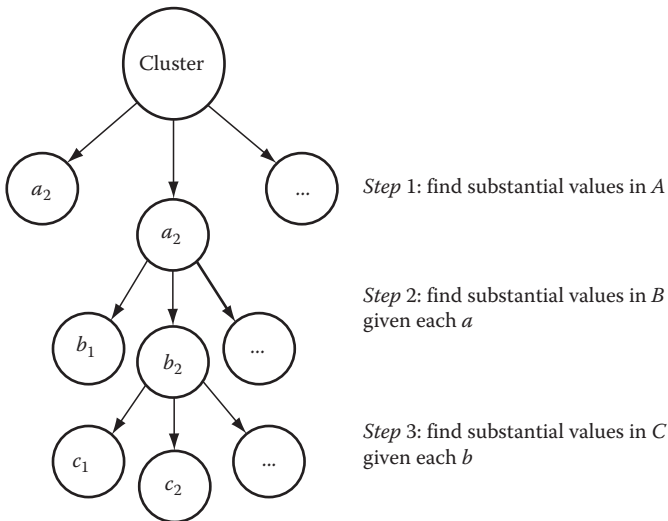 Cluster
a₂
...
Step 1: find substantial values in A
a₂
Step 2: find substantial values in B
given each a
b₁
b₂
...
Step 3: find substantial values in C
given each b
c₁
c₂
...